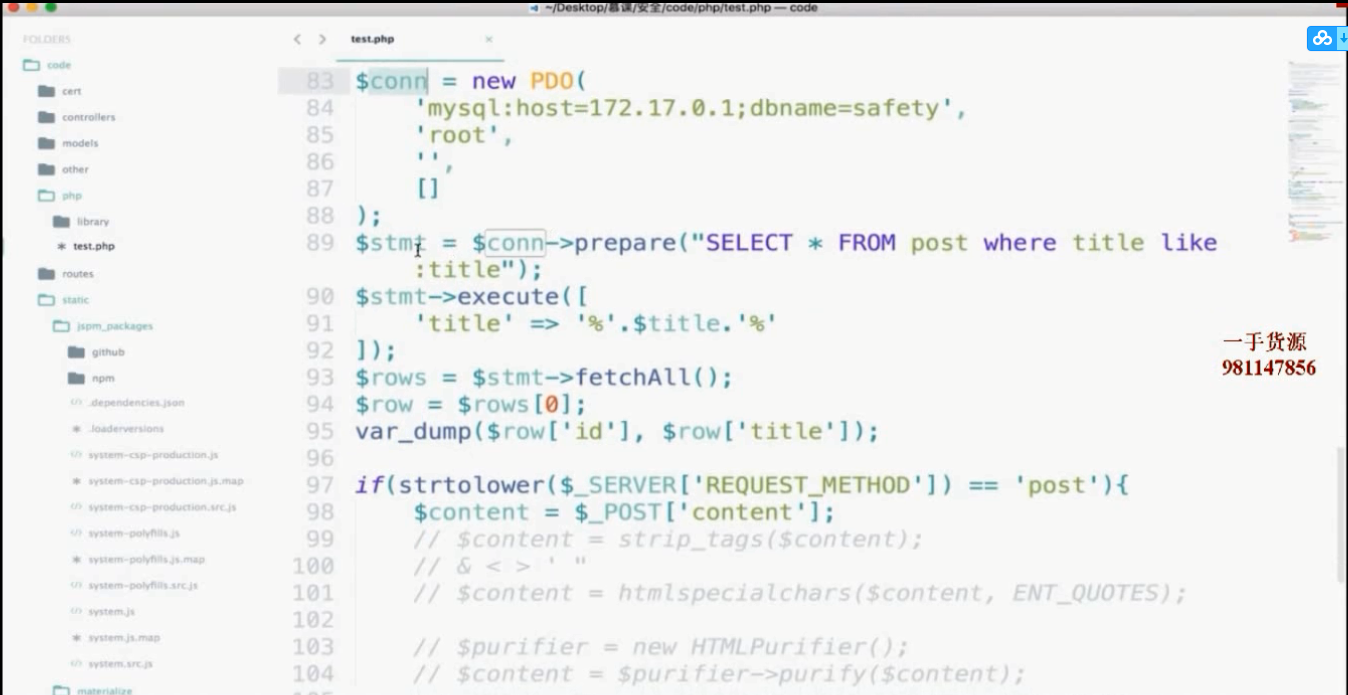 ~/Desktop/慕课/安全/code/php/test.php — code
FOLDERS
code
cert
controllers
models
other
php
library
test.php
routes
static
jspm_packages
github
npm
.dependencies.json
.loaderversions
system-csp-production.js
system-csp-production.js.map
system-csp-production.src.js
system-polyfills.js
system-polyfills.js.map
system-polyfills.src.js
system.js
system.js.map
system.src.js
materialize
test.php ×
83 $conn = new PDO(
84 'mysql:host=172.17.0.1;dbname=safety',
85 'root',
86 '',
87 []
88 );
89 $stmt = $conn->prepare("SELECT * FROM post where title like
:title");
90 $stmt->execute([
91 'title' => '%'.$title.'%'
92 ]);
93 $rows = $stmt->fetchAll();
94 $row = $rows[0];
95 var_dump($row['id'], $row['title']);
96
97 if(strtolower($_SERVER['REQUEST_METHOD']) == 'post'){
98 $content = $_POST['content'];
99 // $content = strip_tags($content);
100 // & < > ' "
101 // $content = htmlspecialchars($content, ENT_QUOTES);
102
103 // $purifier = new HTMLPurifier();
104 // $content = $purifier->purify($content);
一手货源
981147856